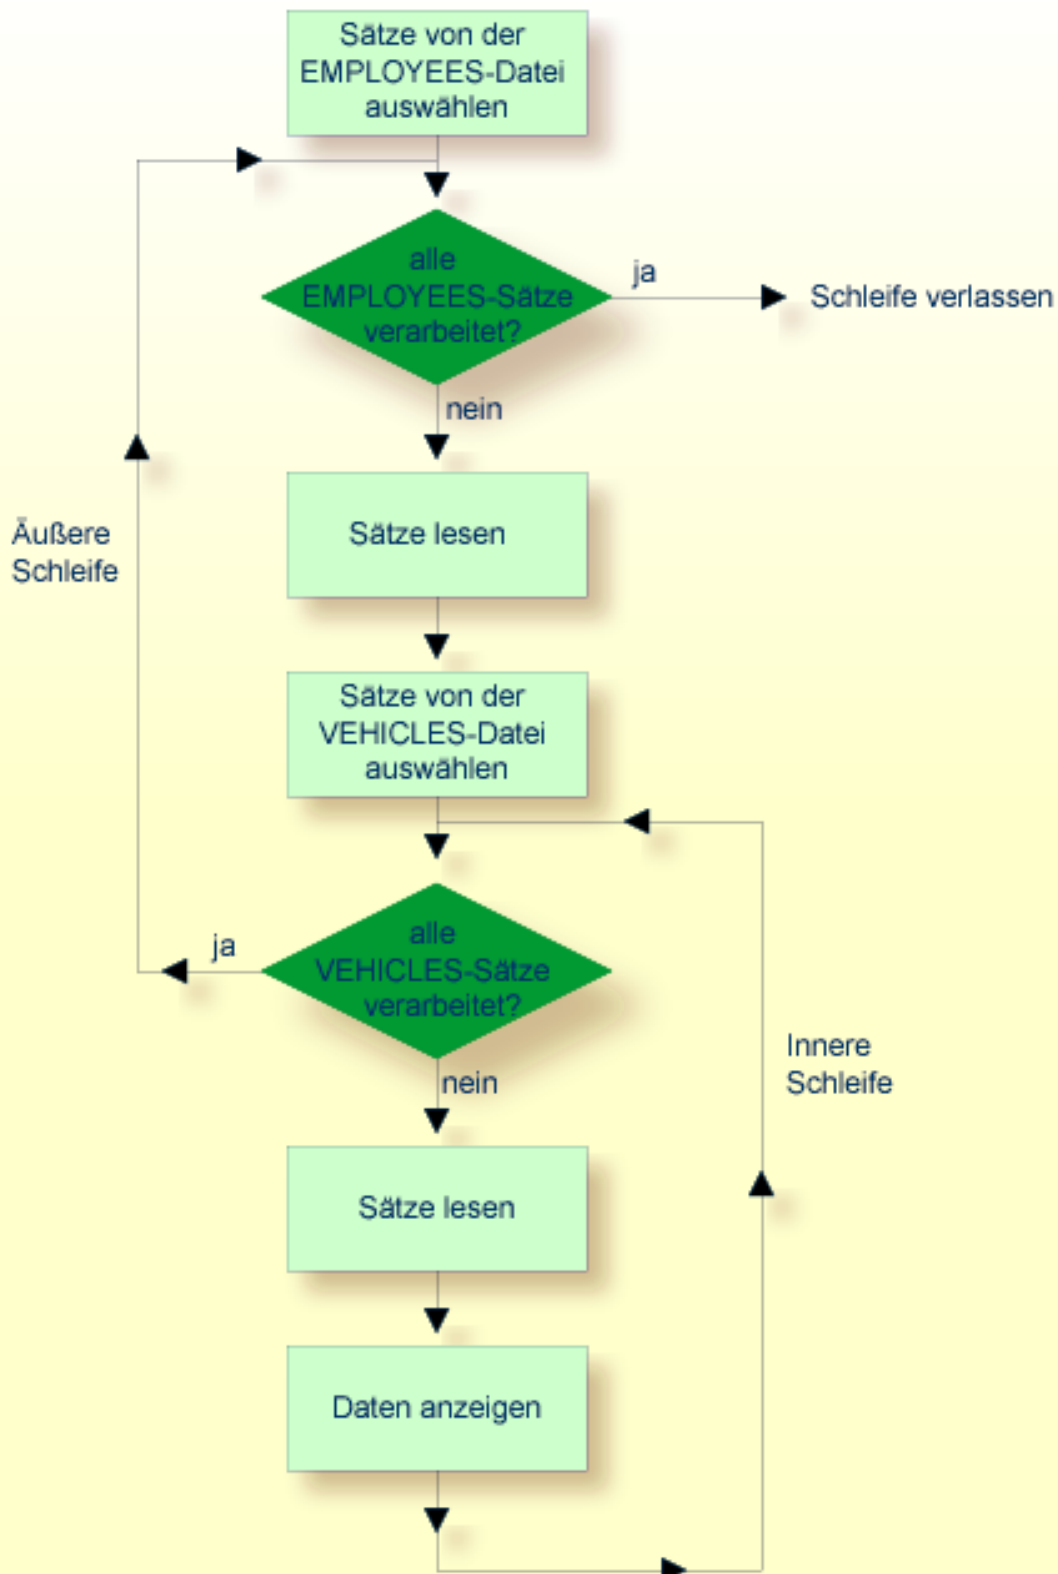 Sätze von der
EMPLOYEES-Datei
auswählen
alle
EMPLOYEES-Sätze
verarbeitet?
ja
Schleife verlassen
nein
Sätze lesen
Äußere
Schleife
Sätze von der
VEHICLES-Datei
auswählen
ja
alle
VEHICLES-Sätze
verarbeitet?
nein
Innere
Schleife
Sätze lesen
Daten anzeigen